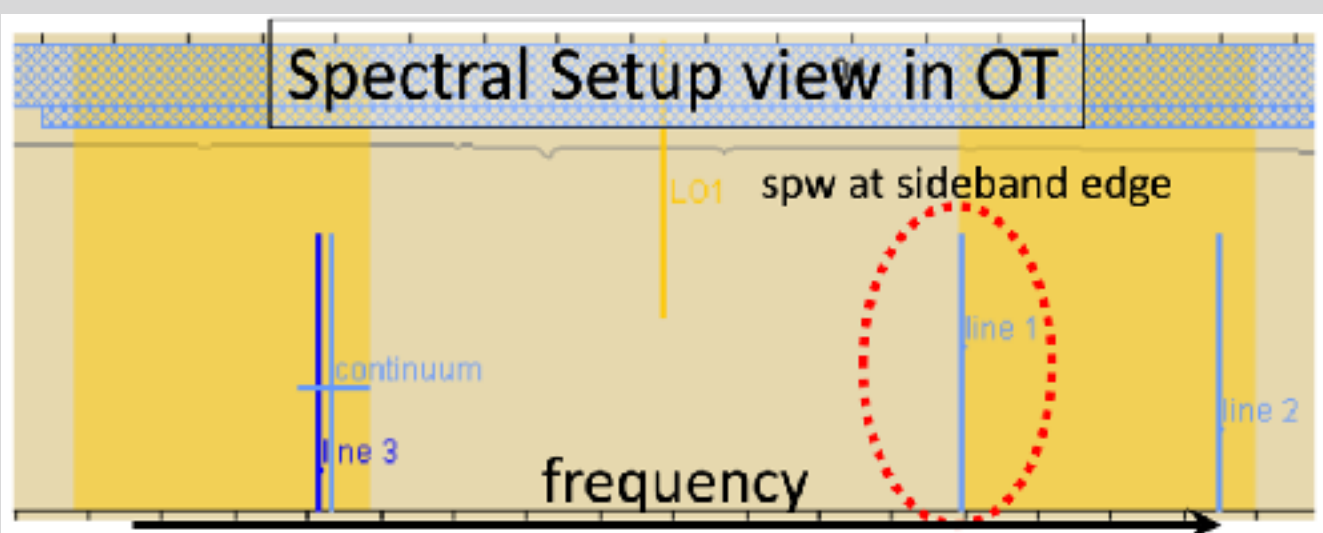 Spectral Setup view in OT
LO1
spw at sideband edge
line 1
continuum
line 2
line 3
frequency